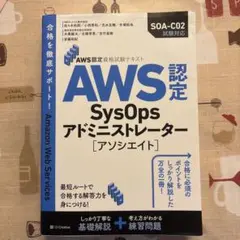 合格を徹底サポート!
Amazon Web Services
SOA-C02
試験対応
AWS認定資格試験テキスト
AWS認定
SysOps
アドミニストレーター
[アソシエイト]
最短ルートで
合格する解答力を
身につける!
合格に必須の
ポイントを
しっかり解説した
万全の一冊!
しっかり丁寧な
基礎解説
+
考え方がわかる
練習問題